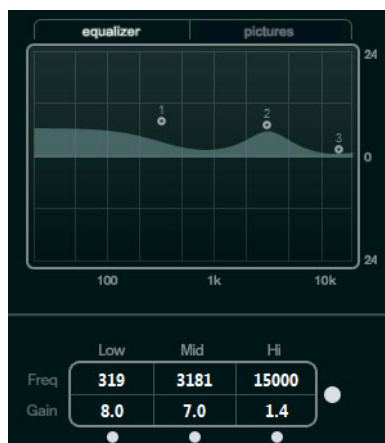 equalizer pictures
24
1
2
3
0
24
100 1k 10k
Low Mid Hi
Freq 319 3181 15000
Gain 8.0 7.0 1.4